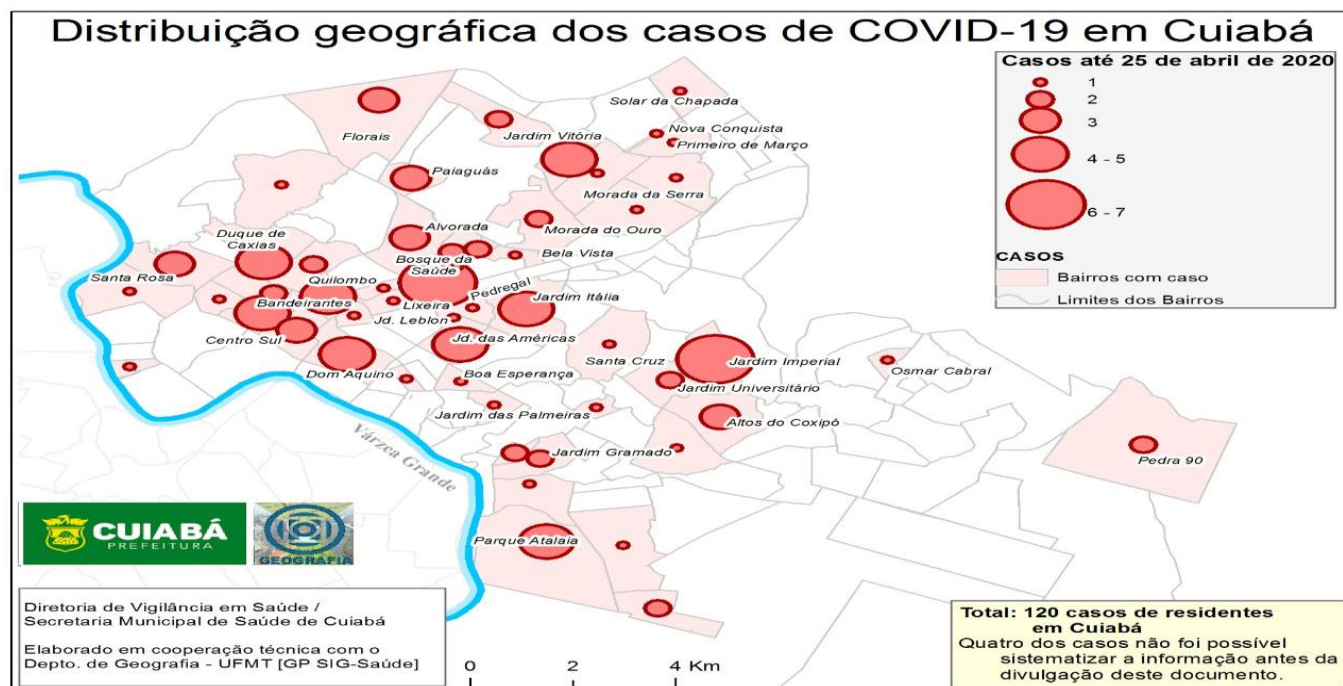 Distribuição geográfica dos casos de COVID-19 em Cuiabá
Casos até 25 de abril de 2020
1
2
3
4 - 5
6 - 7
CASOS
Bairros com caso
Limites dos Bairros
Solar da Chapada
Florais
Jardim Vitória
Nova Conquista
Primeiro de Março
Paiaguás
Morada da Serra
Alvorada
Morada do Ouro
Duque de
Caxias
Bosque da
Saúde
Bela Vista
Santa Rosa
Quilombo
Pedregal
Bandeirantes
Lixeira
Jardim Itália
Jd. Leblon
Centro Sul
Jd. das Américas
Santa Cruz
Jardim Imperial
Osmar Cabral
Dom Aquino
Boa Esperança
Jardim Universitário
Jardim das Palmeiras
Altos do Coxipó
Várzea Grande
Jardim Gramado
Pedra 90
Parque Atalaia
CUIABÁ
PREFEITURA
GEOGRAFIA
Diretoria de Vigilância em Saúde /
Secretaria Municipal de Saúde de Cuiabá
Elaborado em cooperação técnica com o
Depto. de Geografia - UFMT [GP SIG-Saúde]
0 2 4 Km
Total: 120 casos de residentes
em Cuiabá
Quatro dos casos não foi possível
sistematizar a informação antes da
divulgação deste documento.